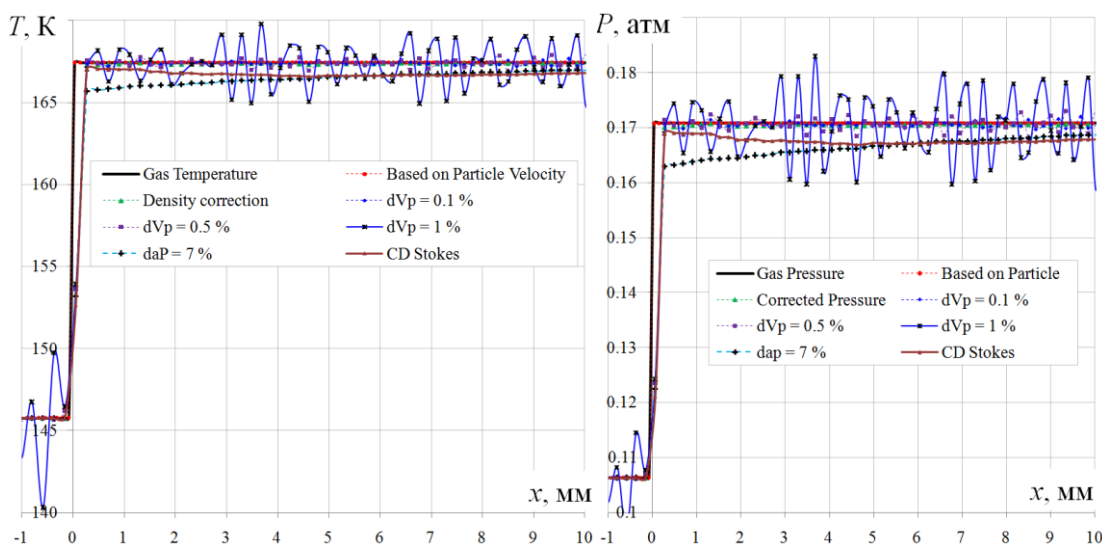 T, К
165
160
155
150
145
140
Gas Temperature
Based on Particle Velocity
Density correction
dVp = 0.1 %
dVp = 0.5 %
dVp = 1 %
daP = 7 %
CD Stokes
x, мм
-1 0 1 2 3 4 5 6 7 8 9 10
P, атм
0.18
0.17
0.16
0.15
0.14
0.13
0.12
0.11
0.1
Gas Pressure
Based on Particle
Corrected Pressure
dVp = 0.1 %
dVp = 0.5 %
dVp = 1 %
dap = 7 %
CD Stokes
x, мм
-1 0 1 2 3 4 5 6 7 8 9 10